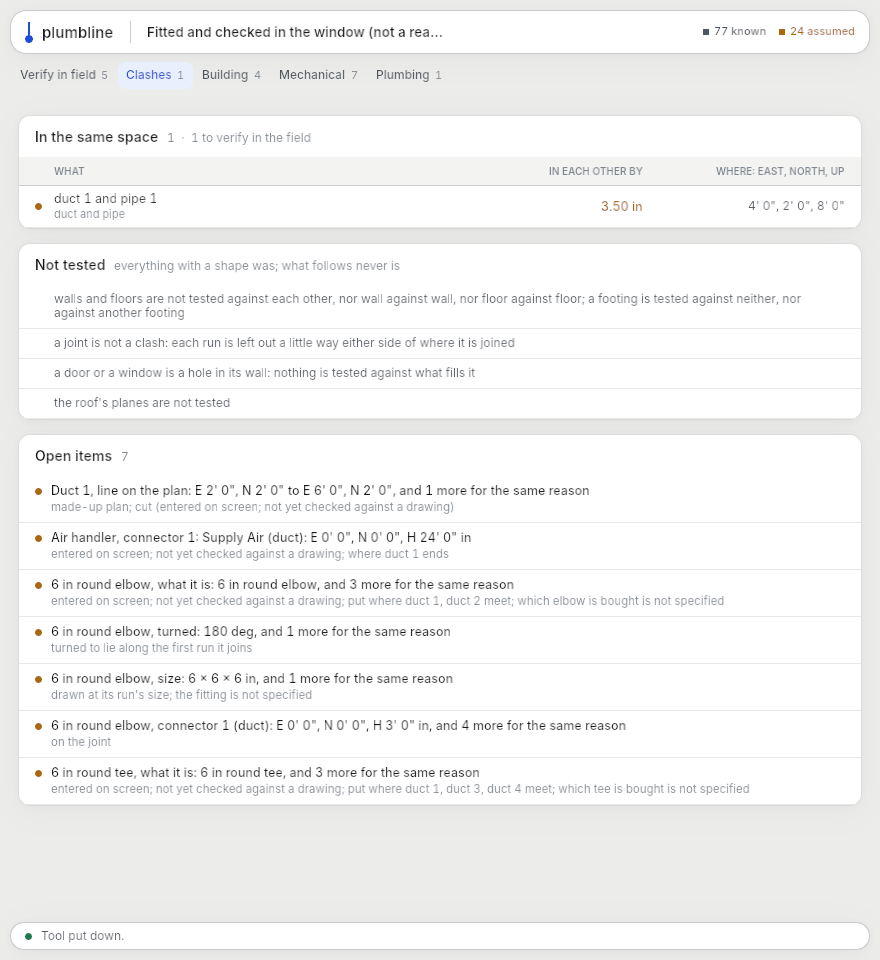 plumbline
Fitted and checked in the window (not a rea...
77 known
24 assumed
Verify in field 5
Clashes 1
Building 4
Mechanical 7
Plumbing 1
In the same space 1 · 1 to verify in the field
WHAT
IN EACH OTHER BY
WHERE: EAST, NORTH, UP
duct 1 and pipe 1
duct and pipe
3.50 in
4' 0", 2' 0", 8' 0"
Not tested everything with a shape was; what follows never is
walls and floors are not tested against each other, nor wall against wall, nor floor against floor; a footing is tested against neither, nor
against another footing
a joint is not a clash: each run is left out a little way either side of where it is joined
a door or a window is a hole in its wall: nothing is tested against what fills it
the roof's planes are not tested
Open items 7
Duct 1, line on the plan: E 2' 0", N 2' 0" to E 6' 0", N 2' 0", and 1 more for the same reason
made-up plan; cut (entered on screen; not yet checked against a drawing)
Air handler, connector 1: Supply Air (duct): E 0' 0", N 0' 0", H 24' 0" in
entered on screen; not yet checked against a drawing; where duct 1 ends
6 in round elbow, what it is: 6 in round elbow, and 3 more for the same reason
entered on screen; not yet checked against a drawing; put where duct 1, duct 2 meet; which elbow is bought is not specified
6 in round elbow, turned: 180 deg, and 1 more for the same reason
turned to lie along the first run it joins
6 in round elbow, size: 6 × 6 × 6 in, and 1 more for the same reason
drawn at its run's size; the fitting is not specified
6 in round elbow, connector 1 (duct): E 0' 0", N 0' 0", H 3' 0" in, and 4 more for the same reason
on the joint
6 in round tee, what it is: 6 in round tee, and 3 more for the same reason
entered on screen; not yet checked against a drawing; put where duct 1, duct 3, duct 4 meet; which tee is bought is not specified
Tool put down.